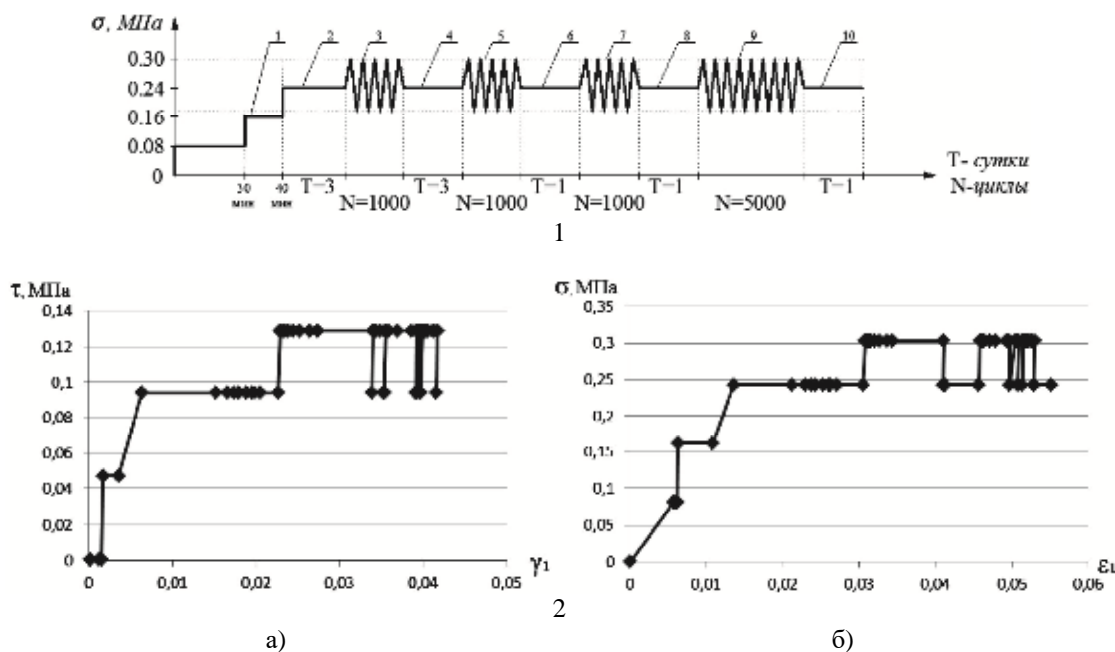 σ, МПа
1 2 3 4 5 6 7 8 9 10
0.30
0.24
0.16
0.08
0
30 мин
40 мин
T−3 T−3 T−1 T−1 T−1
N=1000 N=1000 N=1000 N=5000
T- сутки
N-циклы
1
τ, МПа
0,14
0,12
0,1
0,08
0,06
0,04
0,02
0
0 0,01 0,02 0,03 0,04 0,05
γ₁
σ, МПа
0,35
0,3
0,25
0,2
0,15
0,1
0,05
0
0 0,01 0,02 0,03 0,04 0,05 0,06
ε₁
2
а) б)